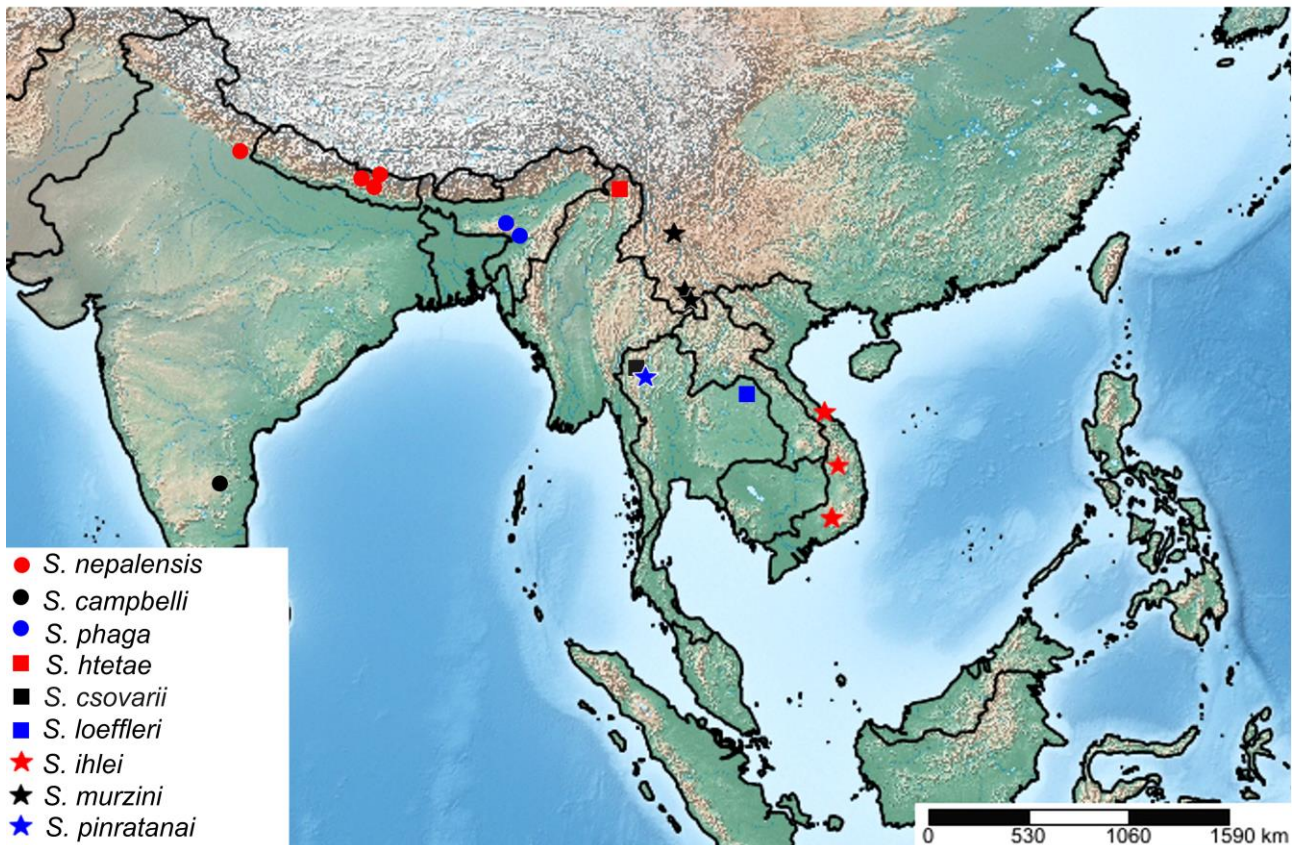 S. nepalensis
S. campbelli
S. phaga
S. htetae
S. csovarii
S. loeffleri
S. ihlei
S. murzini
S. pinratanai
0 530 1060 1590 km